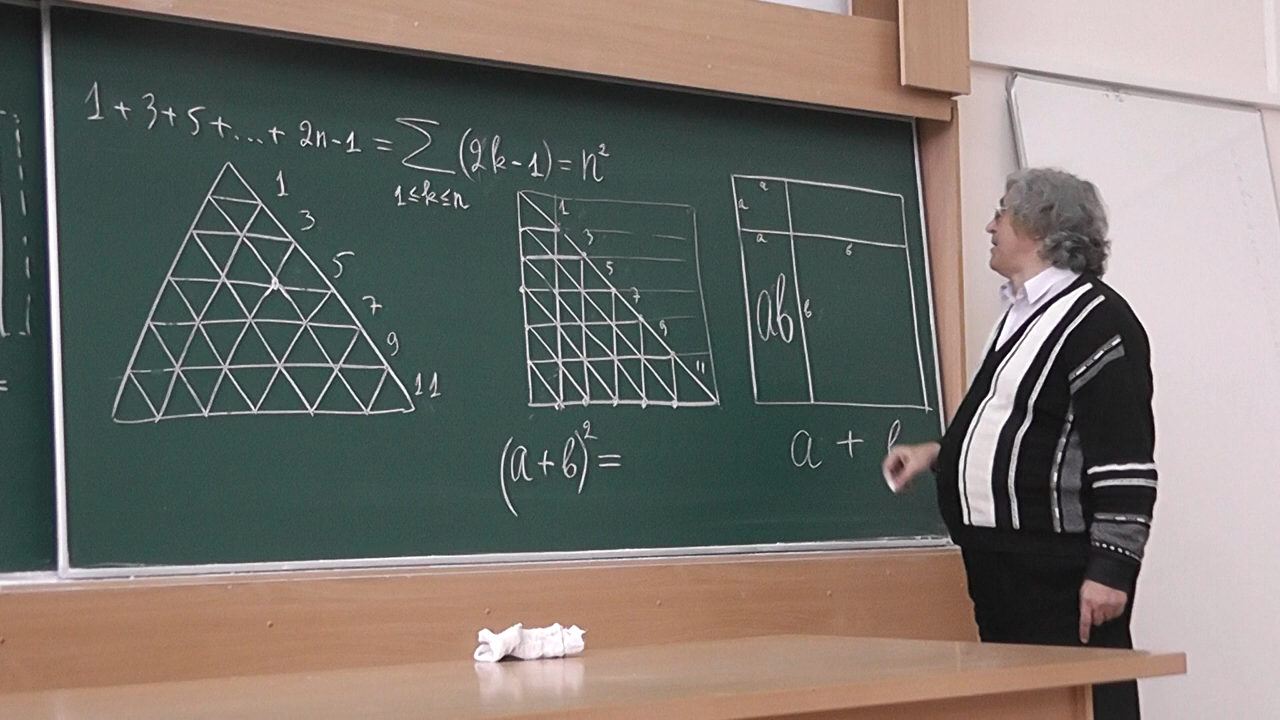 1+3+5+...+ 2n-1 = ∑ (2k-1) = n²
1≤k≤n
1
3
5
7
9
11
1
3
5
7
9
11
a
a
a
b
ab
b
(a+b)² =
a + b
=